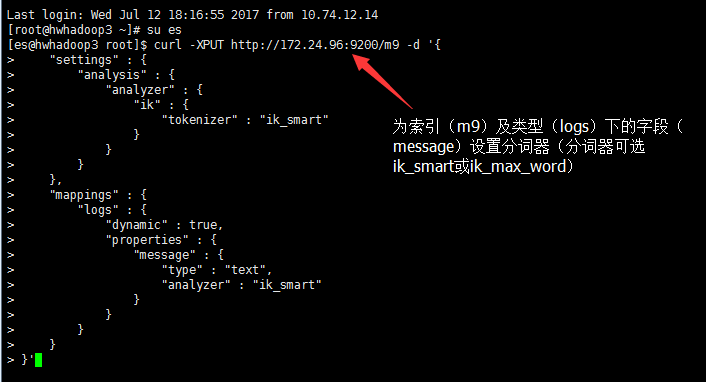 Last login: Wed Jul 12 18:16:55 2017 from 10.74.12.14
[root@hwhadoop3 ~]# su es
[es@hwhadoop3 root]$ curl -XPUT http://172.24.96:9200/m9 -d '{
>     "settings" : {
>         "analysis" : {
>             "analyzer" : {
>                 "ik" : {
>                     "tokenizer" : "ik_smart"
>                 }
>             }
>         }
>     },
>     "mappings" : {
>         "logs" : {
>             "dynamic" : true,
>             "properties" : {
>                 "message" : {
>                     "type" : "text",
>                     "analyzer" : "ik_smart"
>                 }
>             }
>         }
>     }
> }'
为索引（m9）及类型（logs）下的字段（
message）设置分词器（分词器可选
ik_smart或ik_max_word）